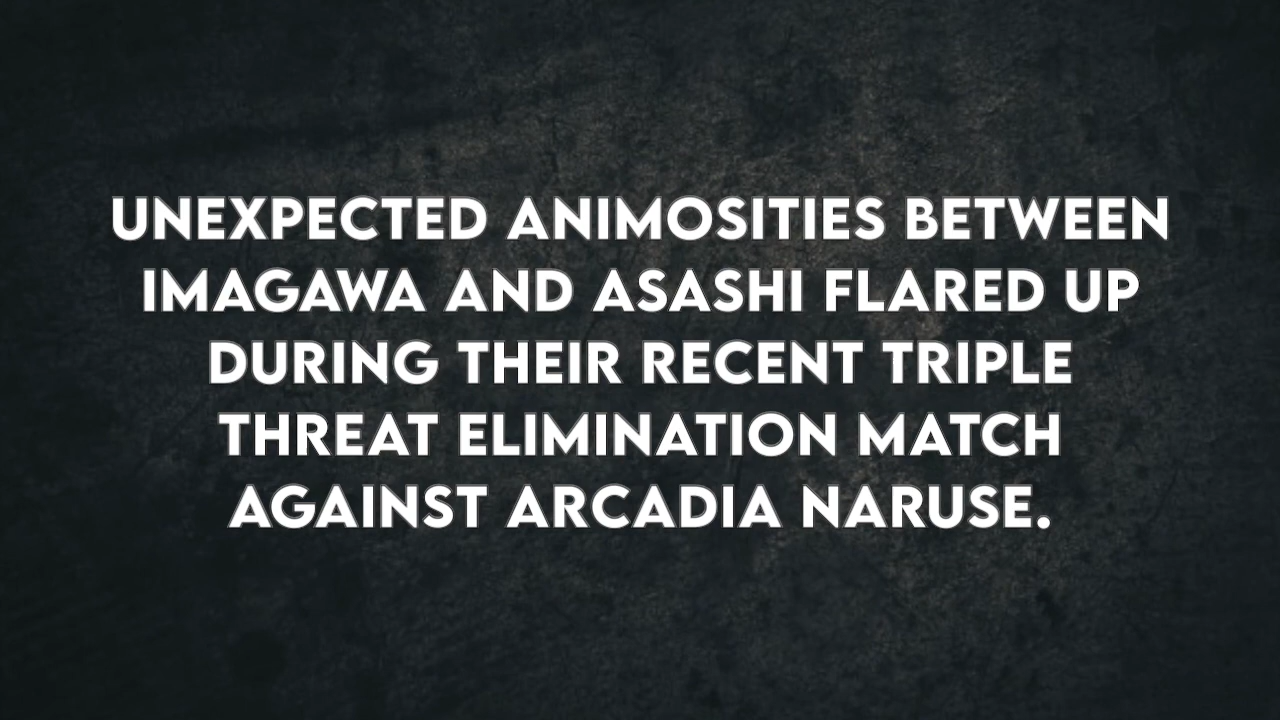 UNEXPECTED ANIMOSITIES BETWEEN
IMAGAWA AND ASASHI FLARED UP
DURING THEIR RECENT TRIPLE
THREAT ELIMINATION MATCH
AGAINST ARCADIA NARUSE.